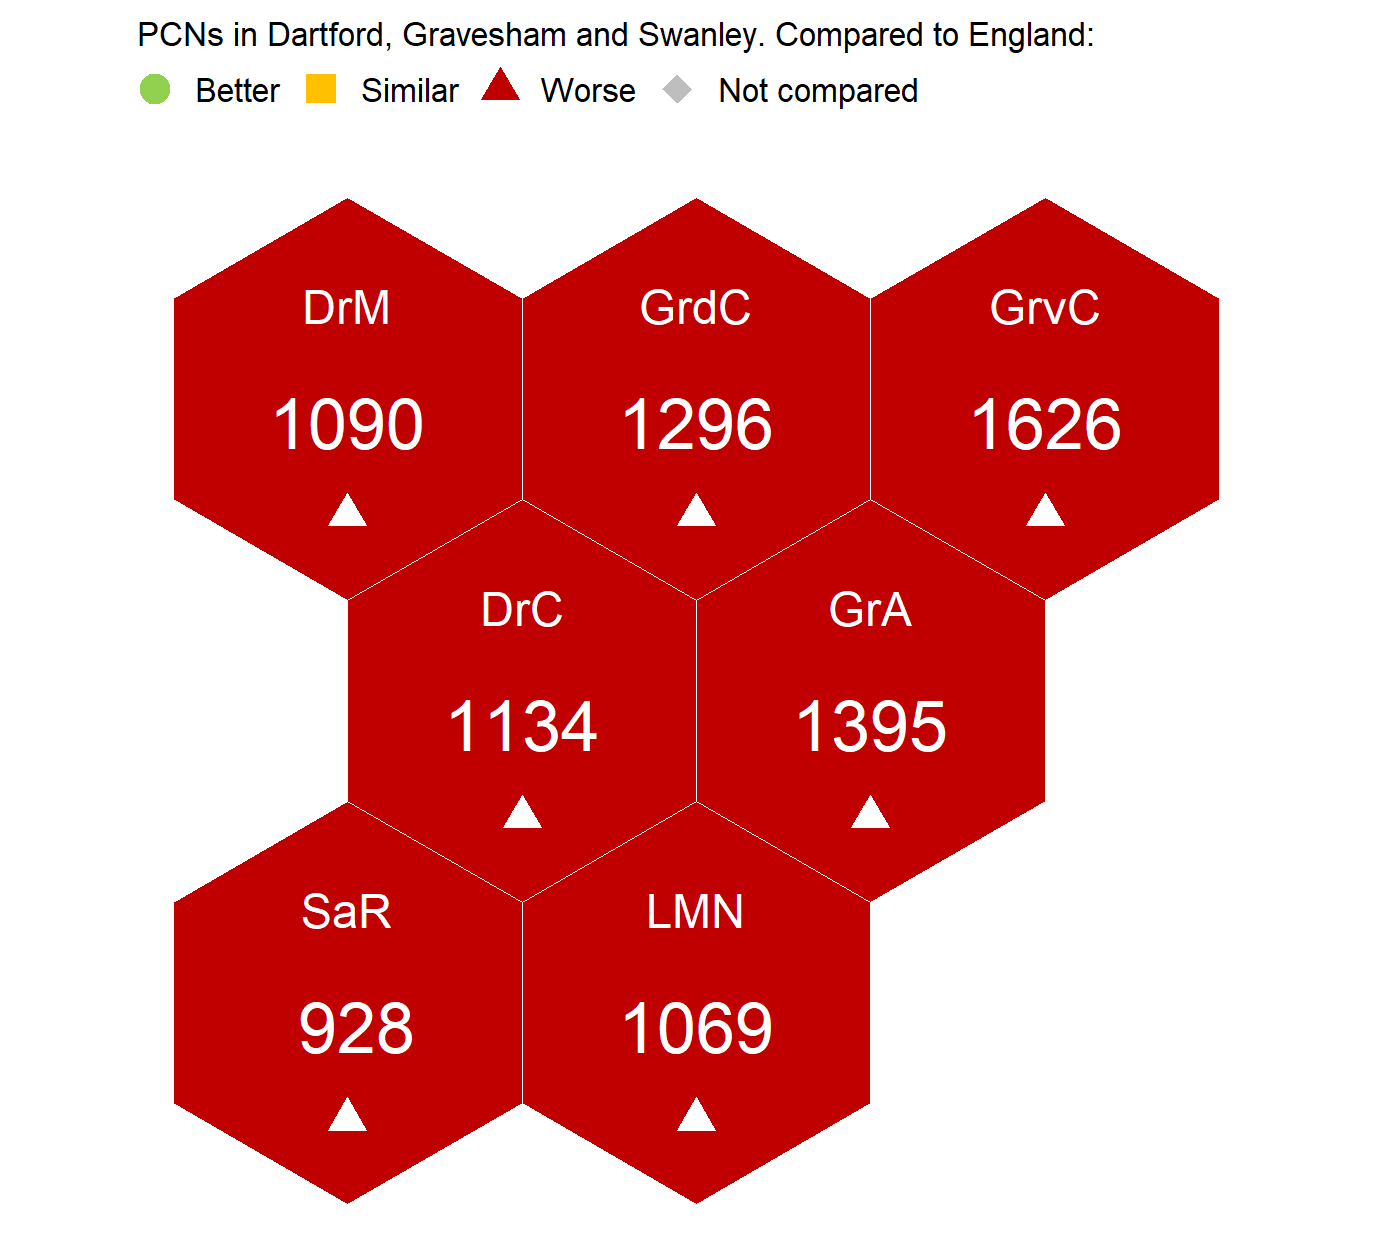 PCNs in Dartford, Gravesham and Swanley. Compared to England:
Better Similar Worse Not compared
DrM GrdC GrvC
1090 1296 1626
DrC GrA
1134 1395
SaR LMN
928 1069